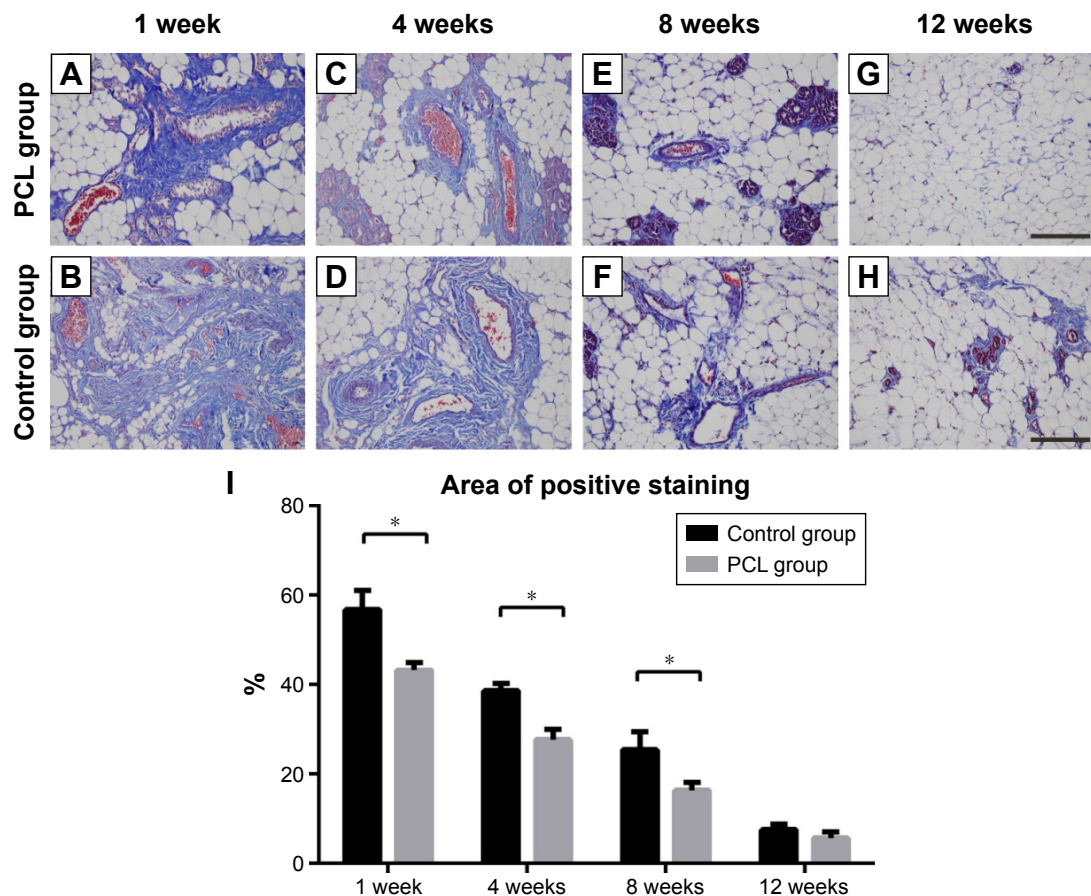 1 week 4 weeks 8 weeks 12 weeks
PCL group
A C E G
Control group
B D F H
I Area of positive staining
80
60
40
20
0
%
* * *
Control group
PCL group
1 week 4 weeks 8 weeks 12 weeks